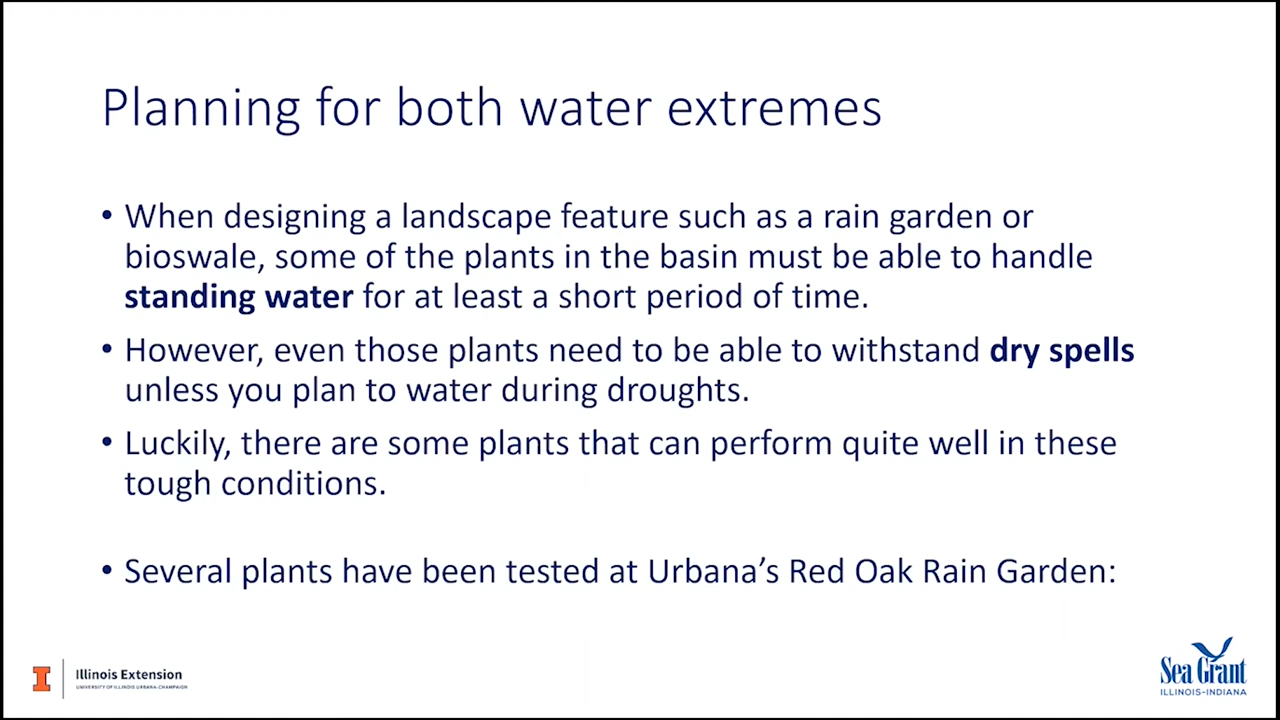 Planning for both water extremes
• When designing a landscape feature such as a rain garden or
bioswale, some of the plants in the basin must be able to handle
standing water for at least a short period of time.
• However, even those plants need to be able to withstand dry spells
unless you plan to water during droughts.
• Luckily, there are some plants that can perform quite well in these
tough conditions.
• Several plants have been tested at Urbana’s Red Oak Rain Garden:
I
Illinois Extension
UNIVERSITY OF ILLINOIS URBANA-CHAMPAIGN
Sea Grant
ILLINOIS-INDIANA